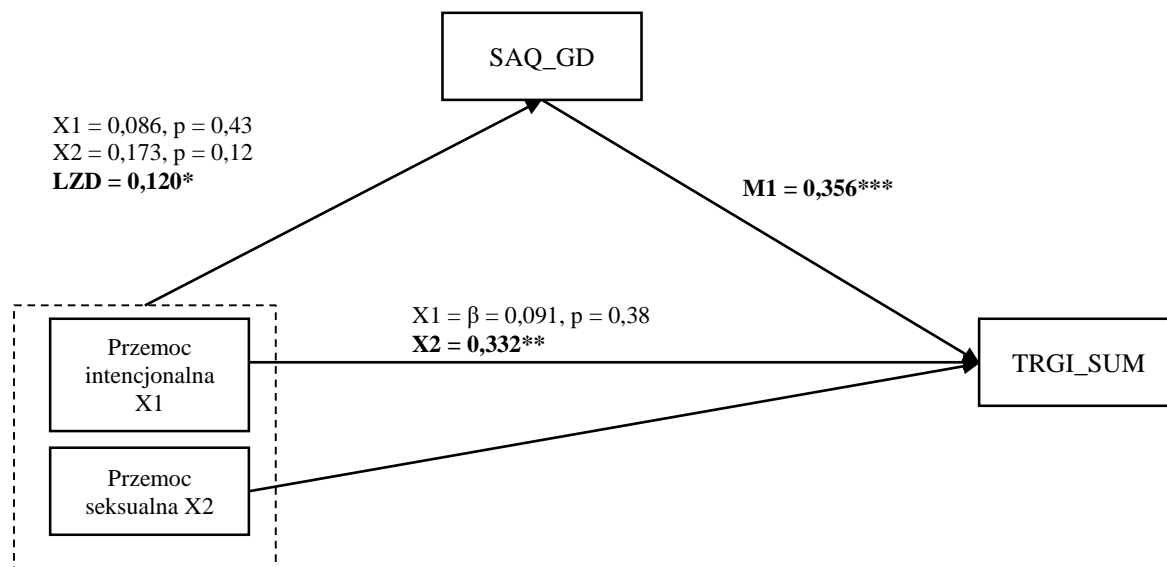 SAQ_GD
X1 = 0,086, p = 0,43
X2 = 0,173, p = 0,12
LZD = 0,120*
M1 = 0,356***
X1 = β = 0,091, p = 0,38
X2 = 0,332**
Przemoc
intencjonalna
X1
TRGI_SUM
Przemoc
seksualna X2